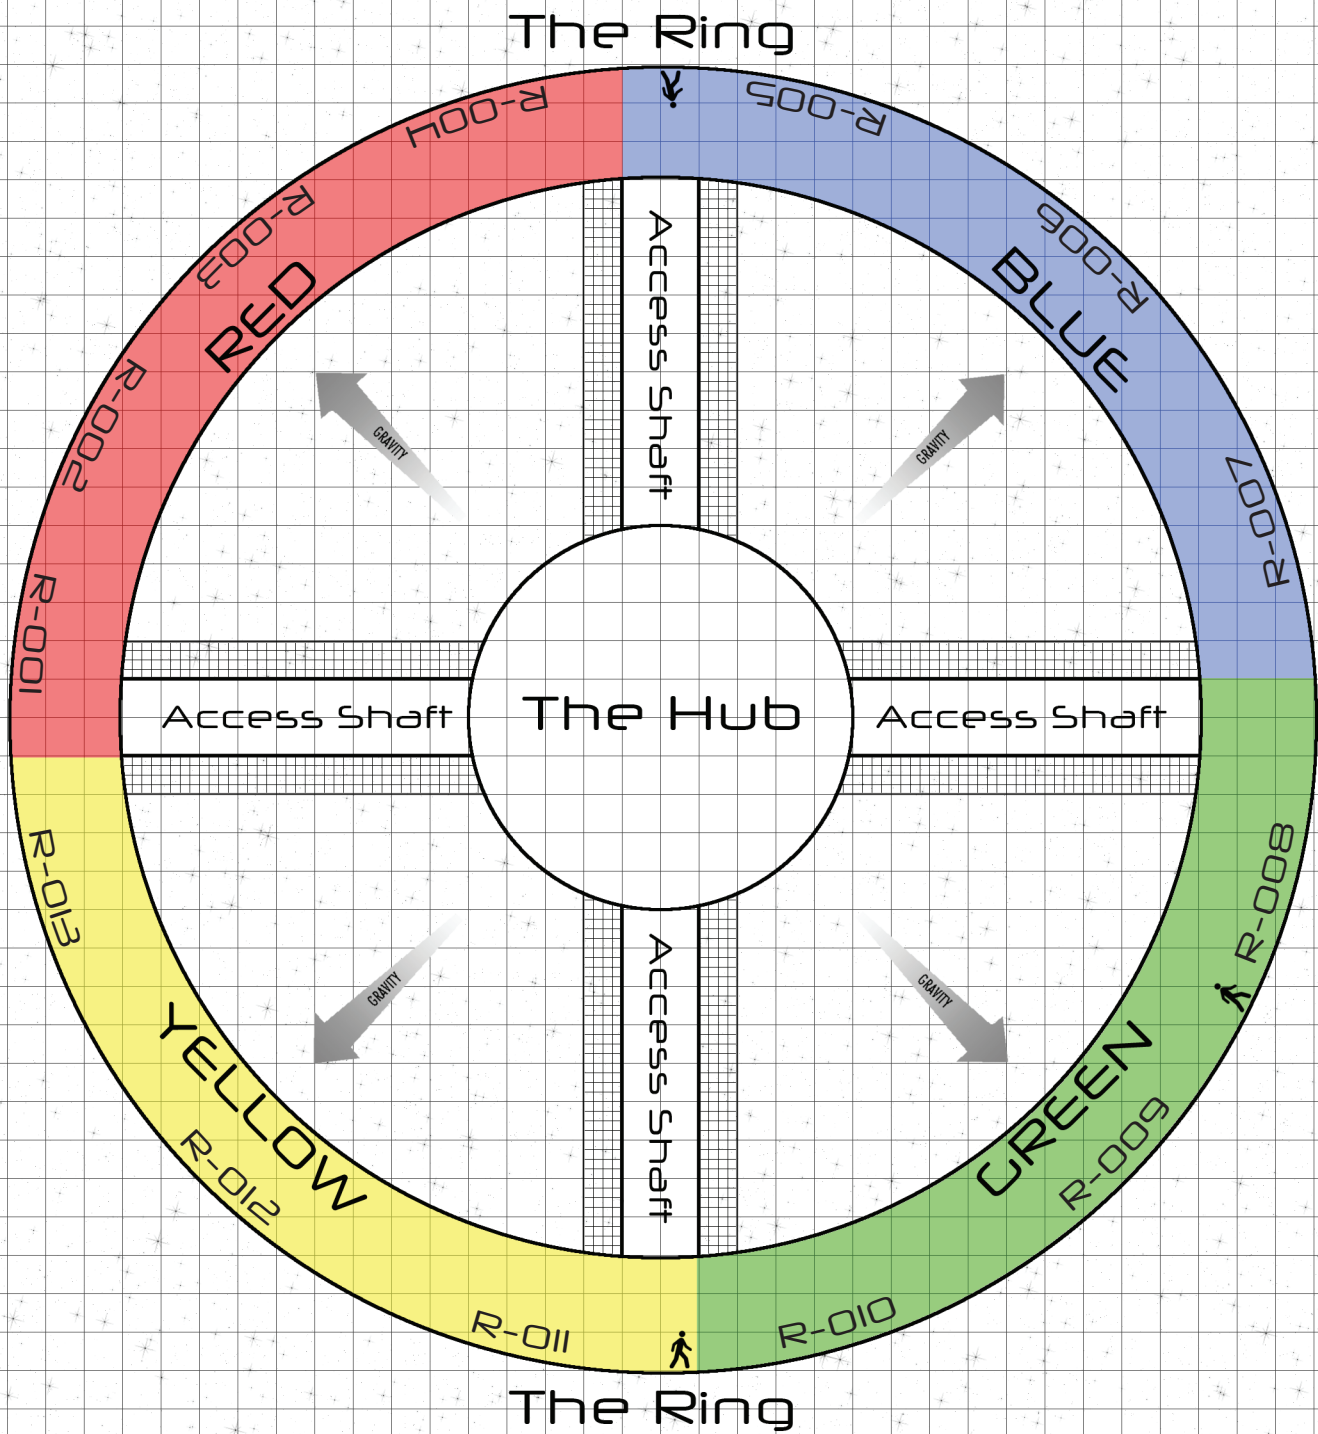 The Ring
R-004
R-005
R-003
R-006
RED
BLUE
Access Shaft
R-002
R-007
GRAVITY
GRAVITY
R-001
Access Shaft
The Hub
Access Shaft
R-013
R-008
GRAVITY
GRAVITY
Access Shaft
YELLOW
GREEN
R-012
R-009
R-011
R-010
The Ring